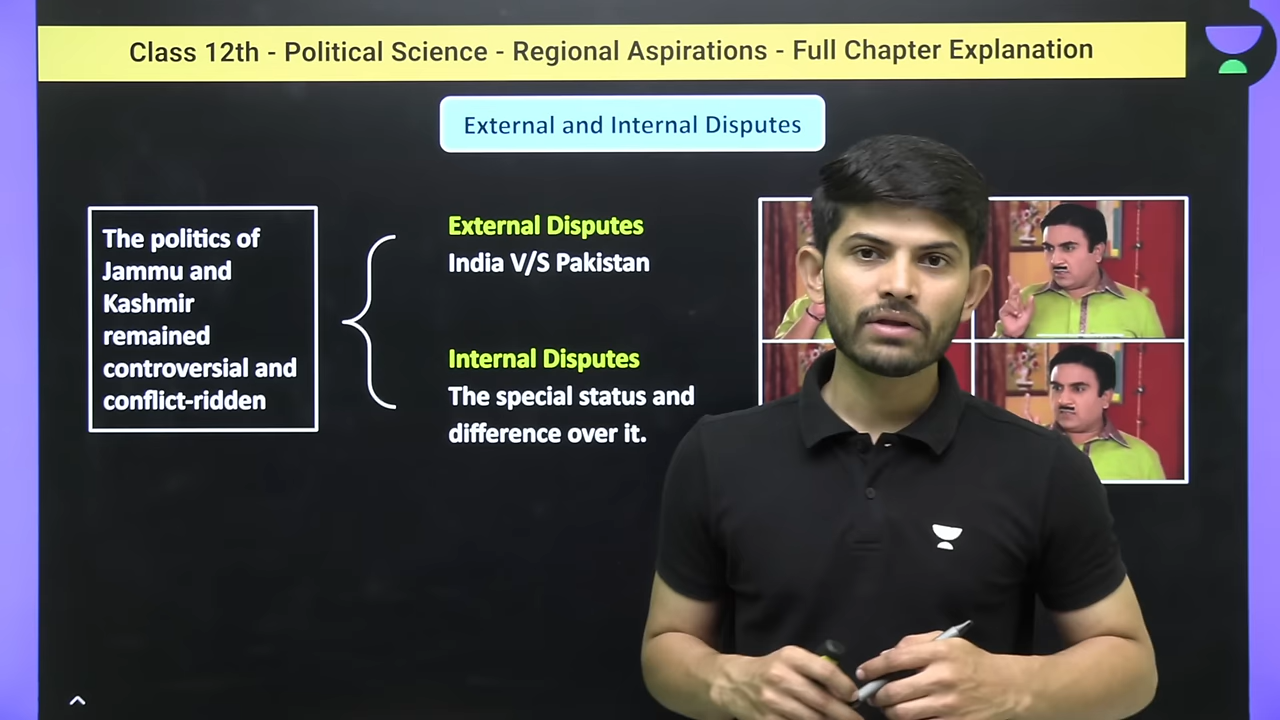 Class 12th - Political Science - Regional Aspirations - Full Chapter Explanation
External and Internal Disputes
The politics of
Jammu and
Kashmir
remained
controversial and
conflict-ridden
External Disputes
India V/S Pakistan
Internal Disputes
The special status and
difference over it.